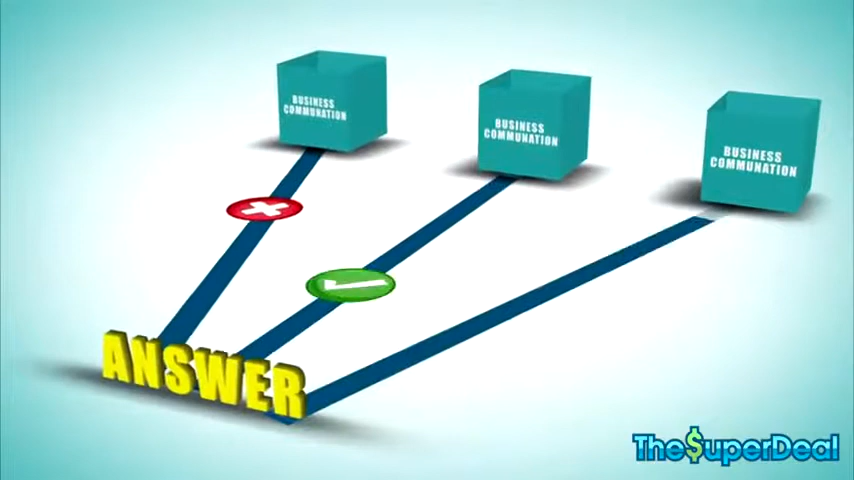 BUSINESS
COMMUNATION
BUSINESS
COMMUNATION
BUSINESS
COMMUNATION
ANSWER
The$uperDeal